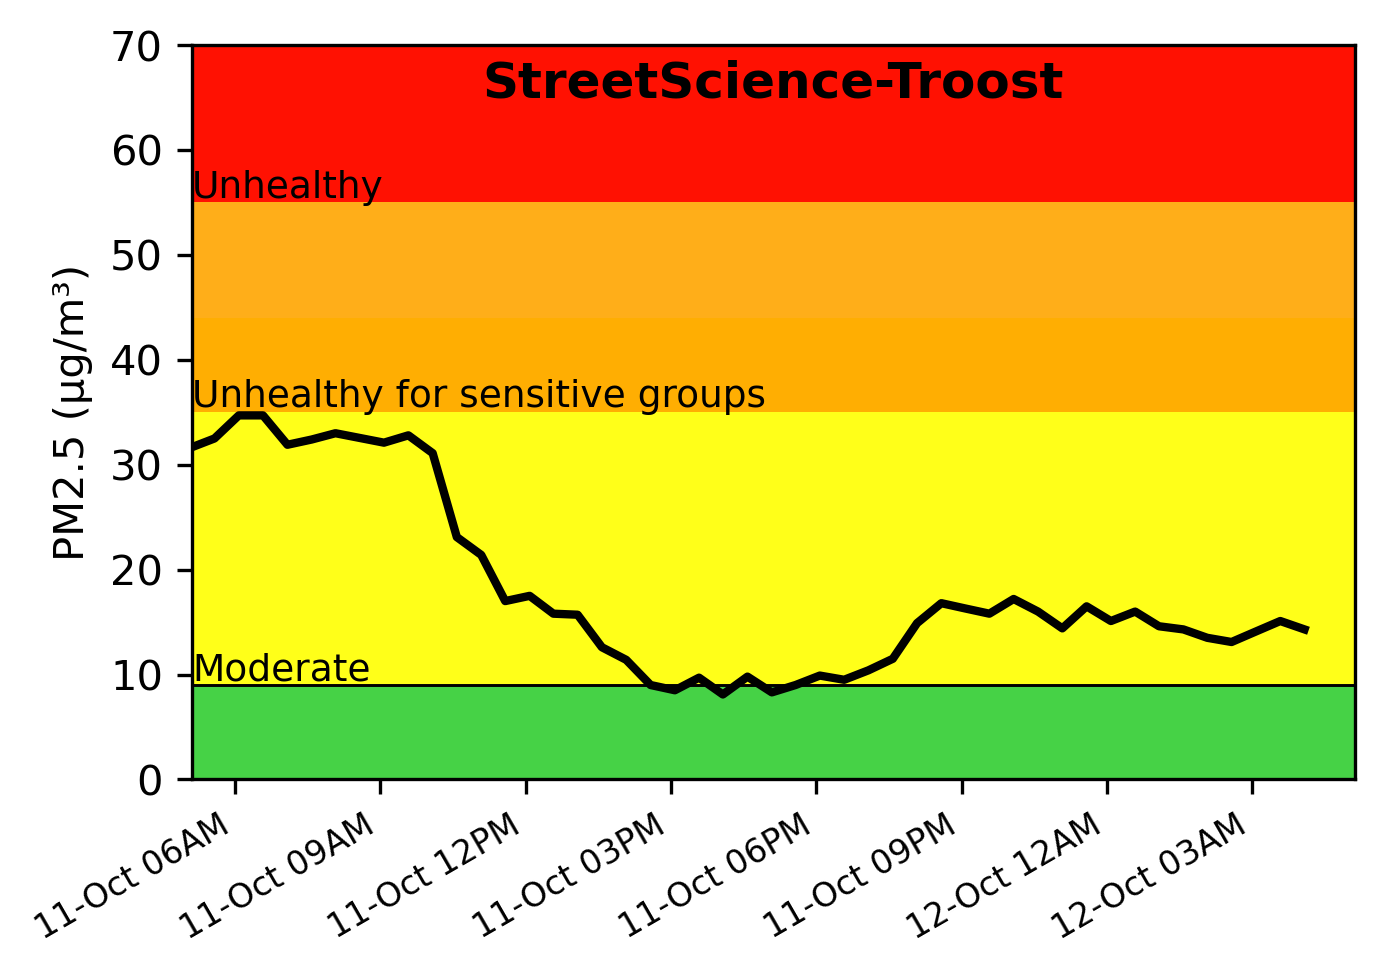 StreetScience-Troost
PM2.5 (µg/m³)
70
60
50
40
30
20
10
0
Unhealthy
Unhealthy for sensitive groups
Moderate
11-Oct 06AM
11-Oct 09AM
11-Oct 12PM
11-Oct 03PM
11-Oct 06PM
11-Oct 09PM
12-Oct 12AM
12-Oct 03AM